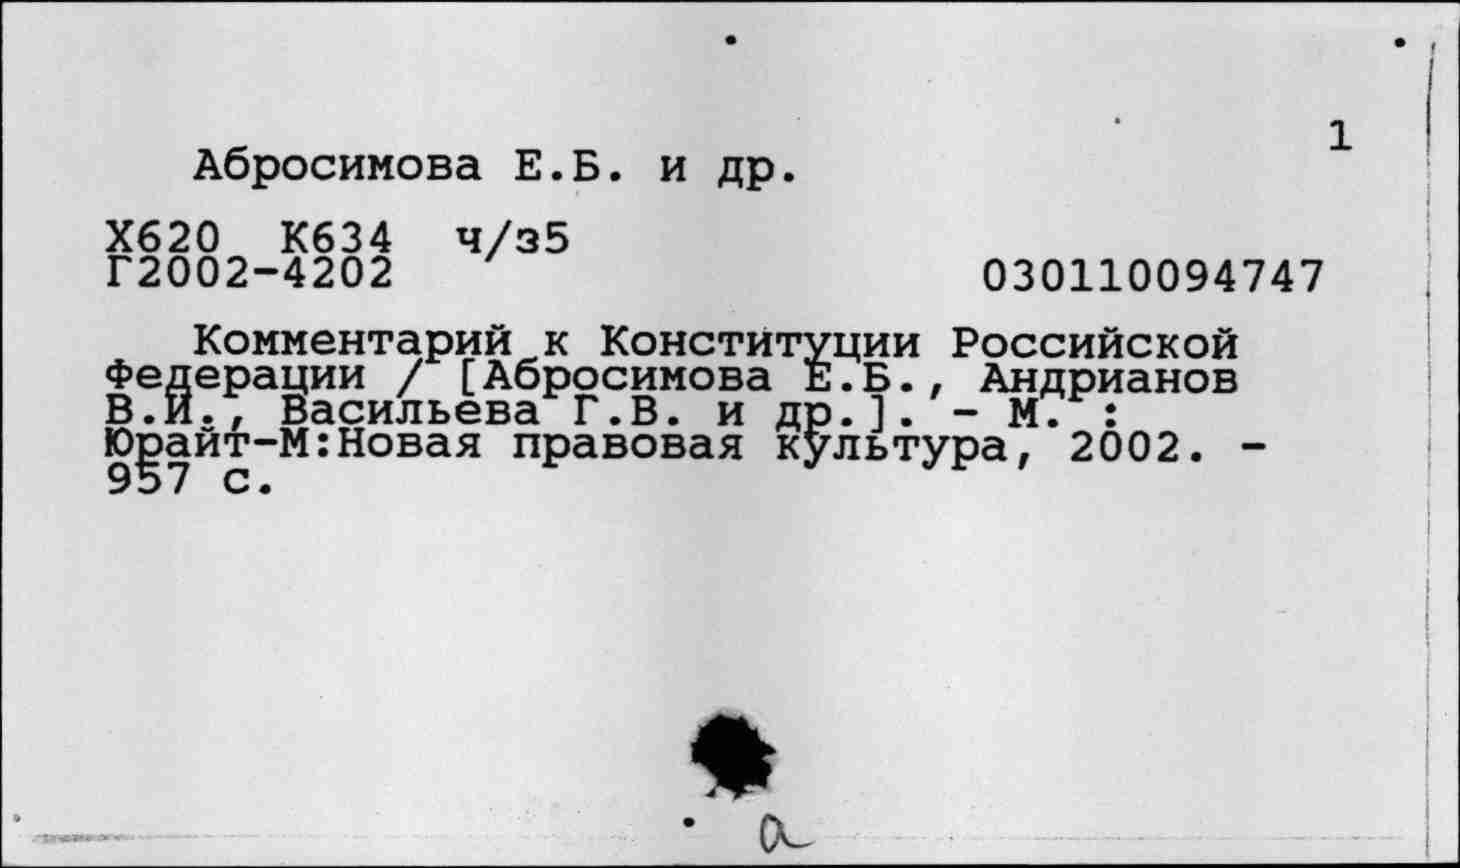 1
Абросимова Е.Б. и др.
Х620 К634 ч/з5
Г2002-4202 030110094747
Комментарий к Конституции Российской
Федерации / [Абросимова Е.Б., Андрианов
В.И., Васильева Г.В. и др.]. - М. :
Юрайт-М:Новая правовая культура, 2002. -
957 с.